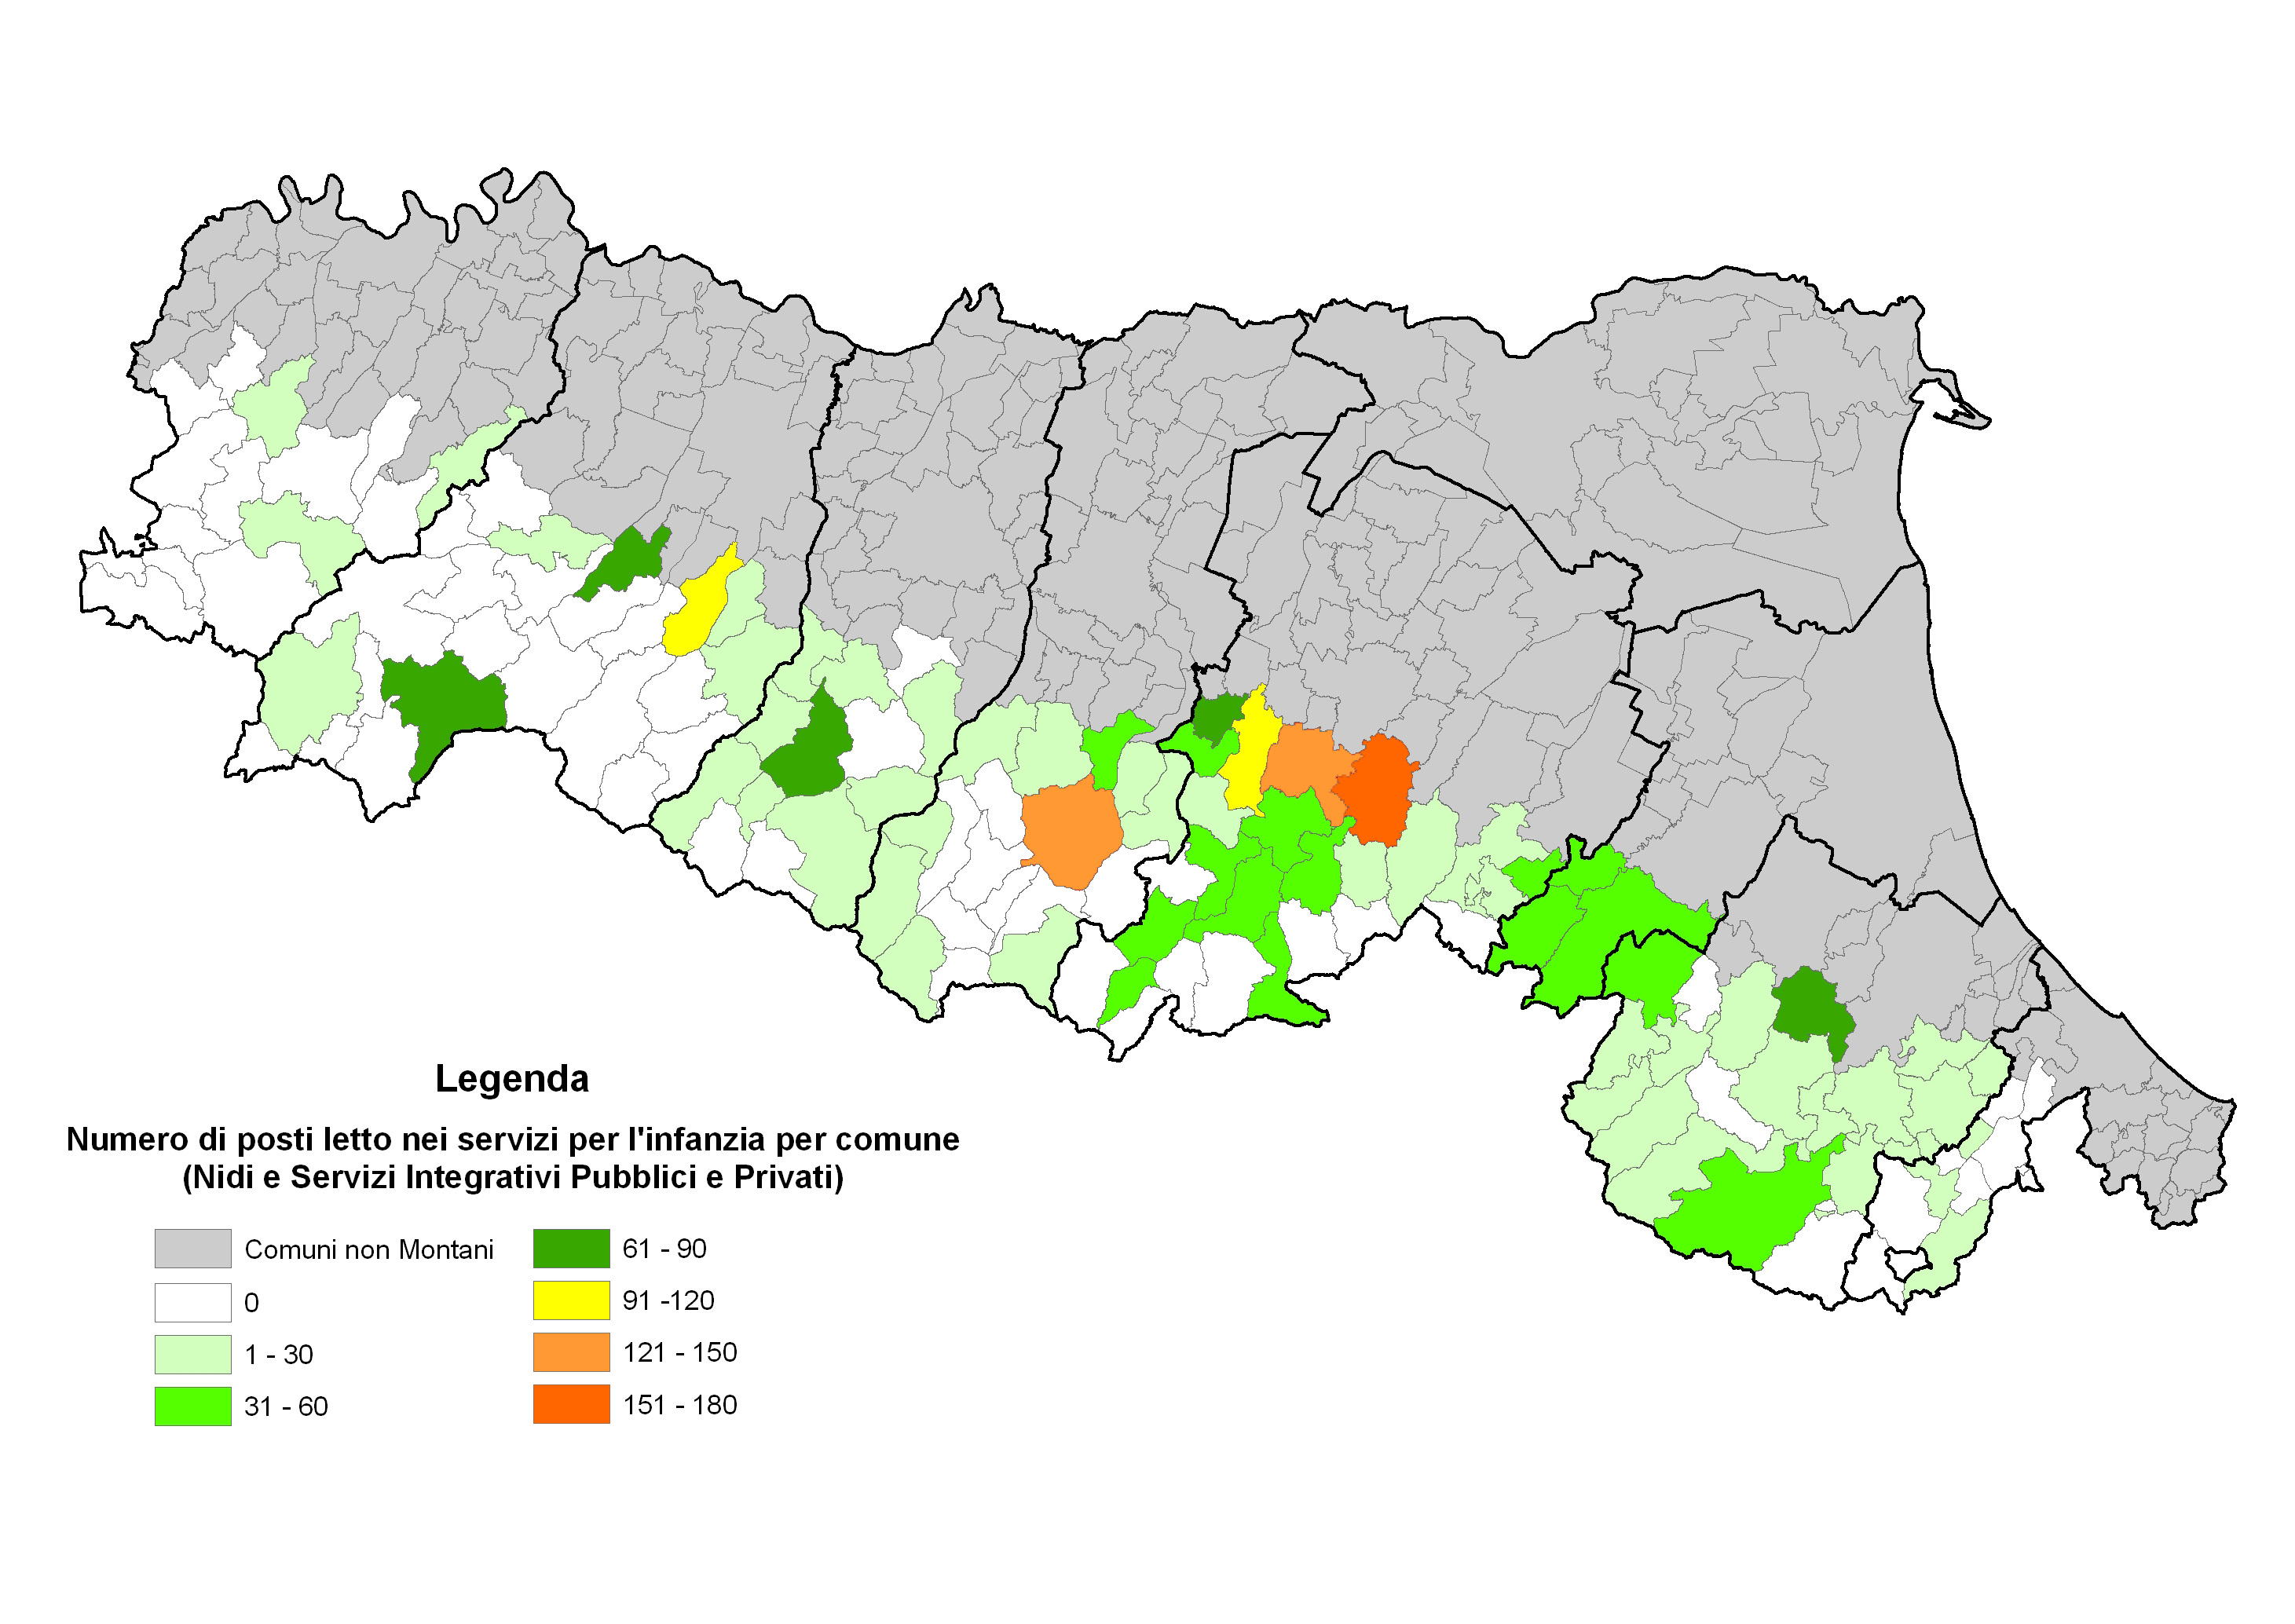 Legenda
Numero di posti letto nei servizi per l'infanzia per comune
(Nidi e Servizi Integrativi Pubblici e Privati)
Comuni non Montani
0
1 - 30
31 - 60
61 - 90
91 -120
121 - 150
151 - 180